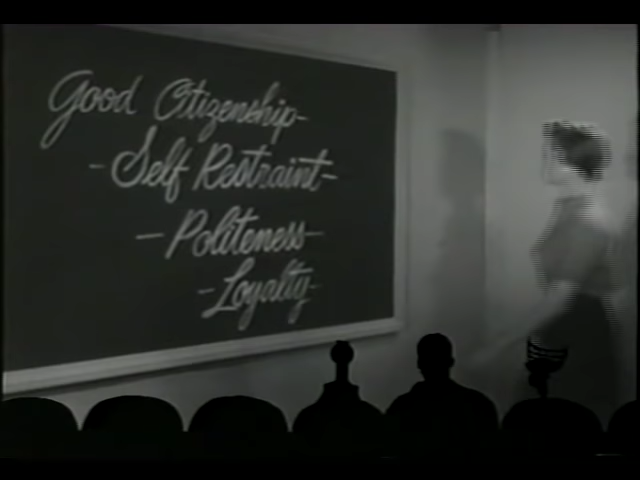 Good Citizenship-
-Self Restraint-
-Politeness-
-Loyalty-